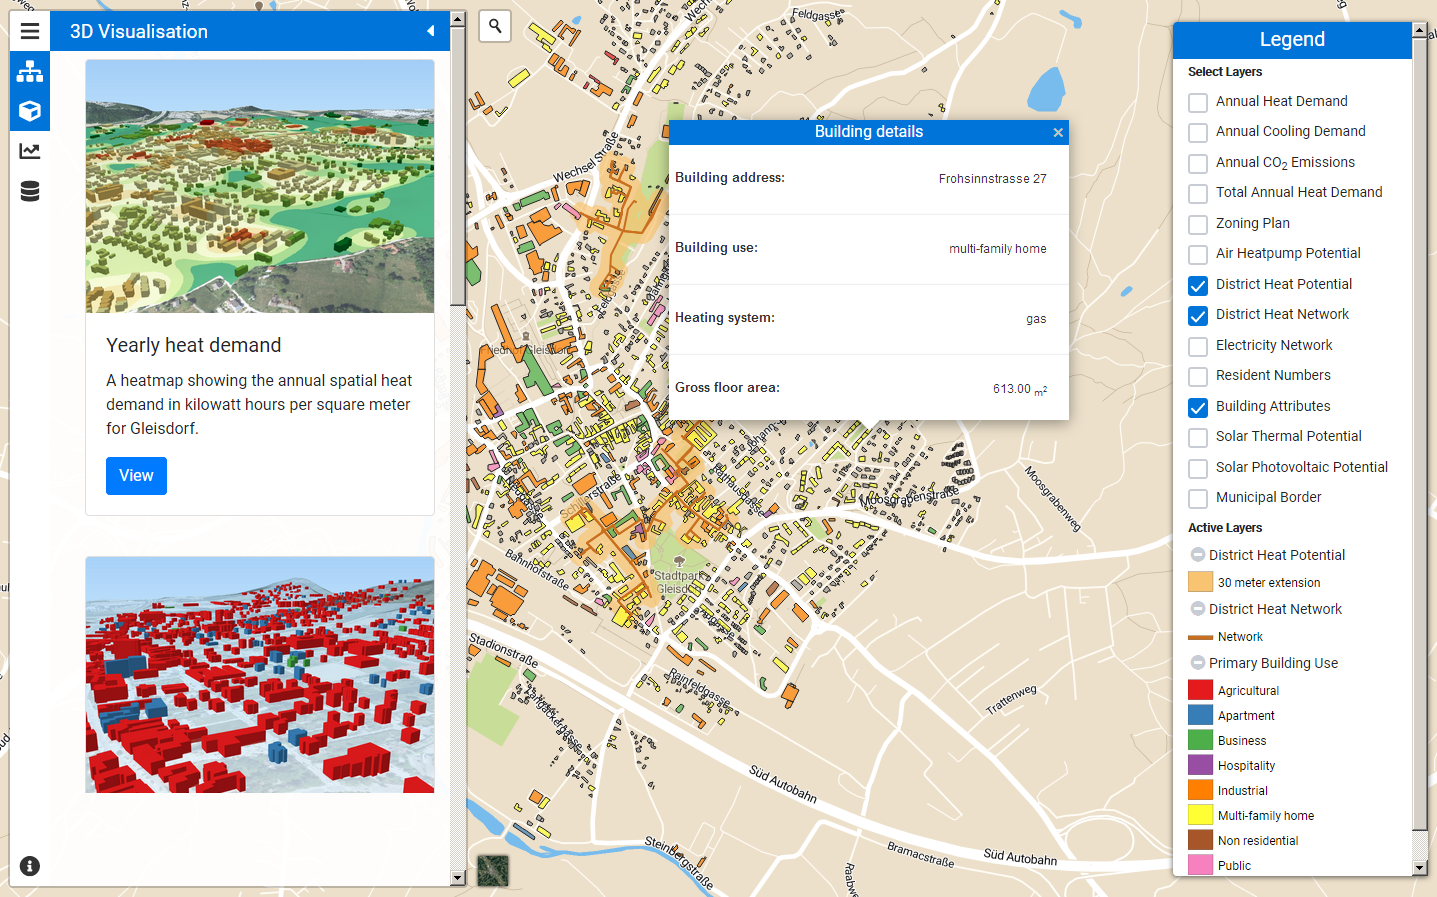 3D Visualisation
Yearly heat demand
A heatmap showing the annual spatial heat
demand in kilowatt hours per square meter
for Gleisdorf.
View
Feldgasse
Wechsel Straße
Friedhof Gleisdorf
Rathausstraße
Schillerstraße
Bahnhofstraße
Stadtpark
Gleisdorf
Moosgrabenstraße
Moosgrabenweg
Stadionstraße
Rainfeldgasse
Trattenweg
Süd Autobahn
Steinbergstraße
Bramacstraße
Süd Autobahn
Building details
Building address: Frohsinnstrasse 27
Building use: multi-family home
Heating system: gas
Gross floor area: 613.00 m²
Legend
Select Layers
Annual Heat Demand
Annual Cooling Demand
Annual CO₂ Emissions
Total Annual Heat Demand
Zoning Plan
Air Heatpump Potential
District Heat Potential
District Heat Network
Electricity Network
Resident Numbers
Building Attributes
Solar Thermal Potential
Solar Photovoltaic Potential
Municipal Border
Active Layers
District Heat Potential
30 meter extension
District Heat Network
Network
Primary Building Use
Agricultural
Apartment
Business
Hospitality
Industrial
Multi-family home
Non residential
Public